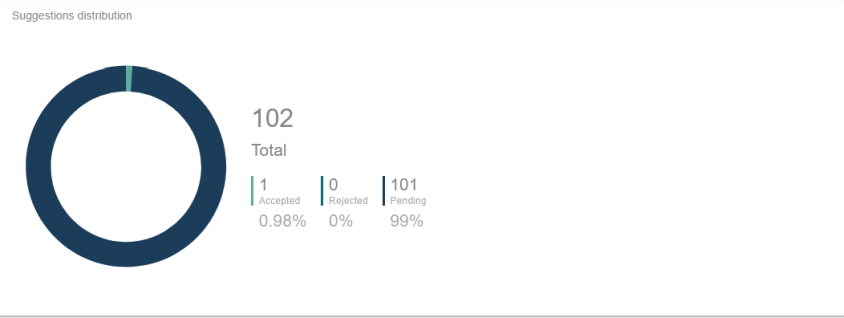 Suggestions distribution
102
Total
1 0 101
Accepted Rejected Pending
0.98% 0% 99%